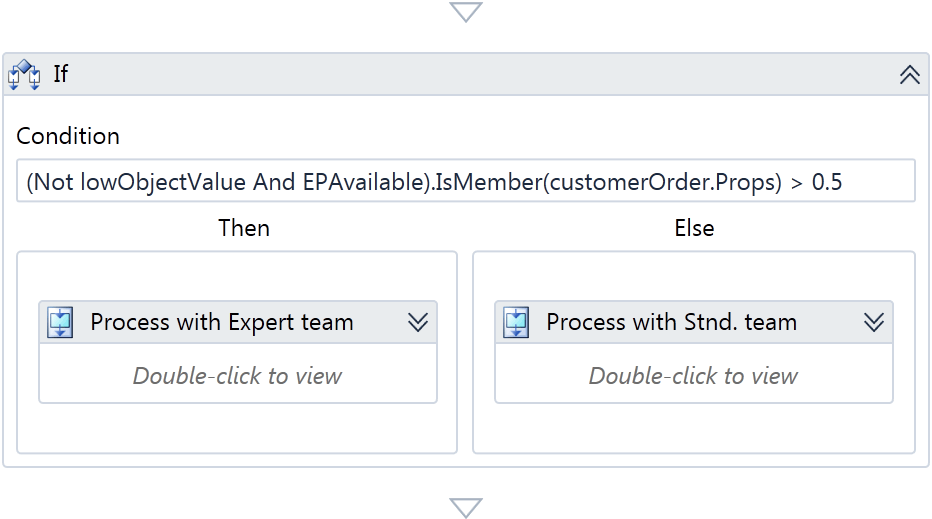 If
Condition
(Not lowObjectValue And EPAvailable).IsMember(customerOrder.Props) > 0.5
Then
Else
Process with Expert team
Process with Stnd. team
Double-click to view
Double-click to view